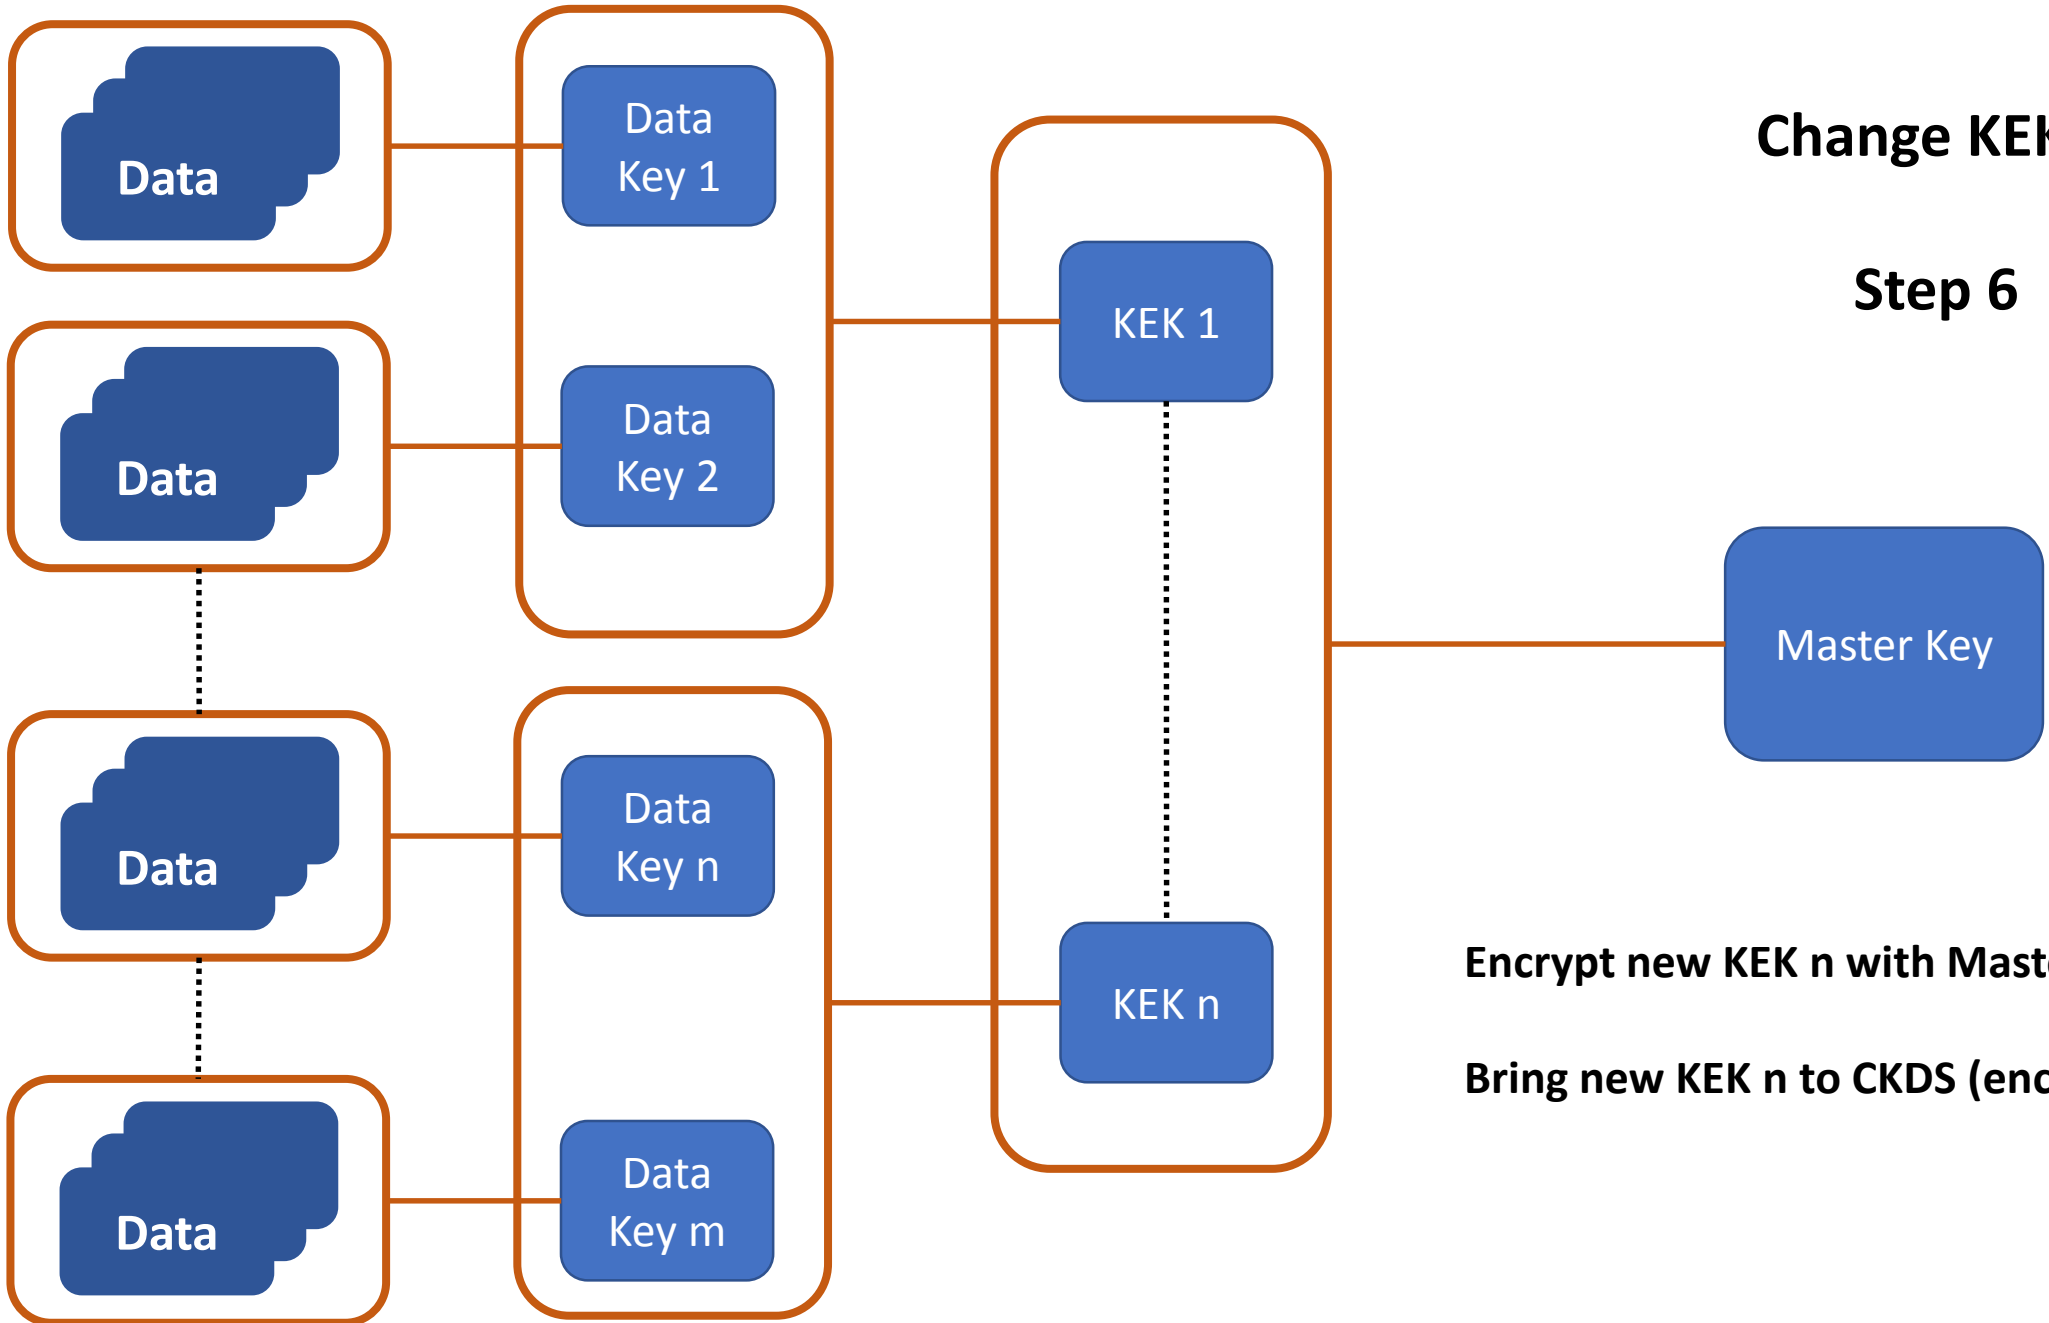 Data
Data
Key 1
Data
Data
Key 2
Data
Data
Key n
Data
Data
Key m
KEK 1
KEK n
Master Key
Change KEK
Step 6
Encrypt new KEK n with Mast
Bring new KEK n to CKDS (enc